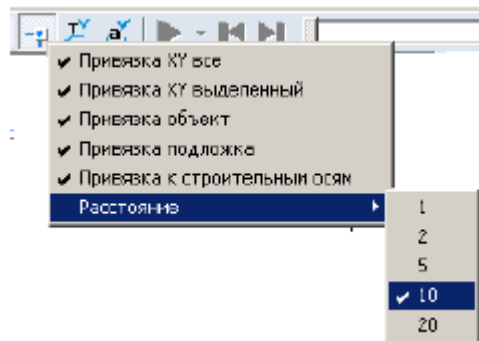 Привязка XY все
Привязка XY выделенный
Привязка объект
Привязка подложка
Привязка к строительным осям
Расстояние
1
2
5
10
20